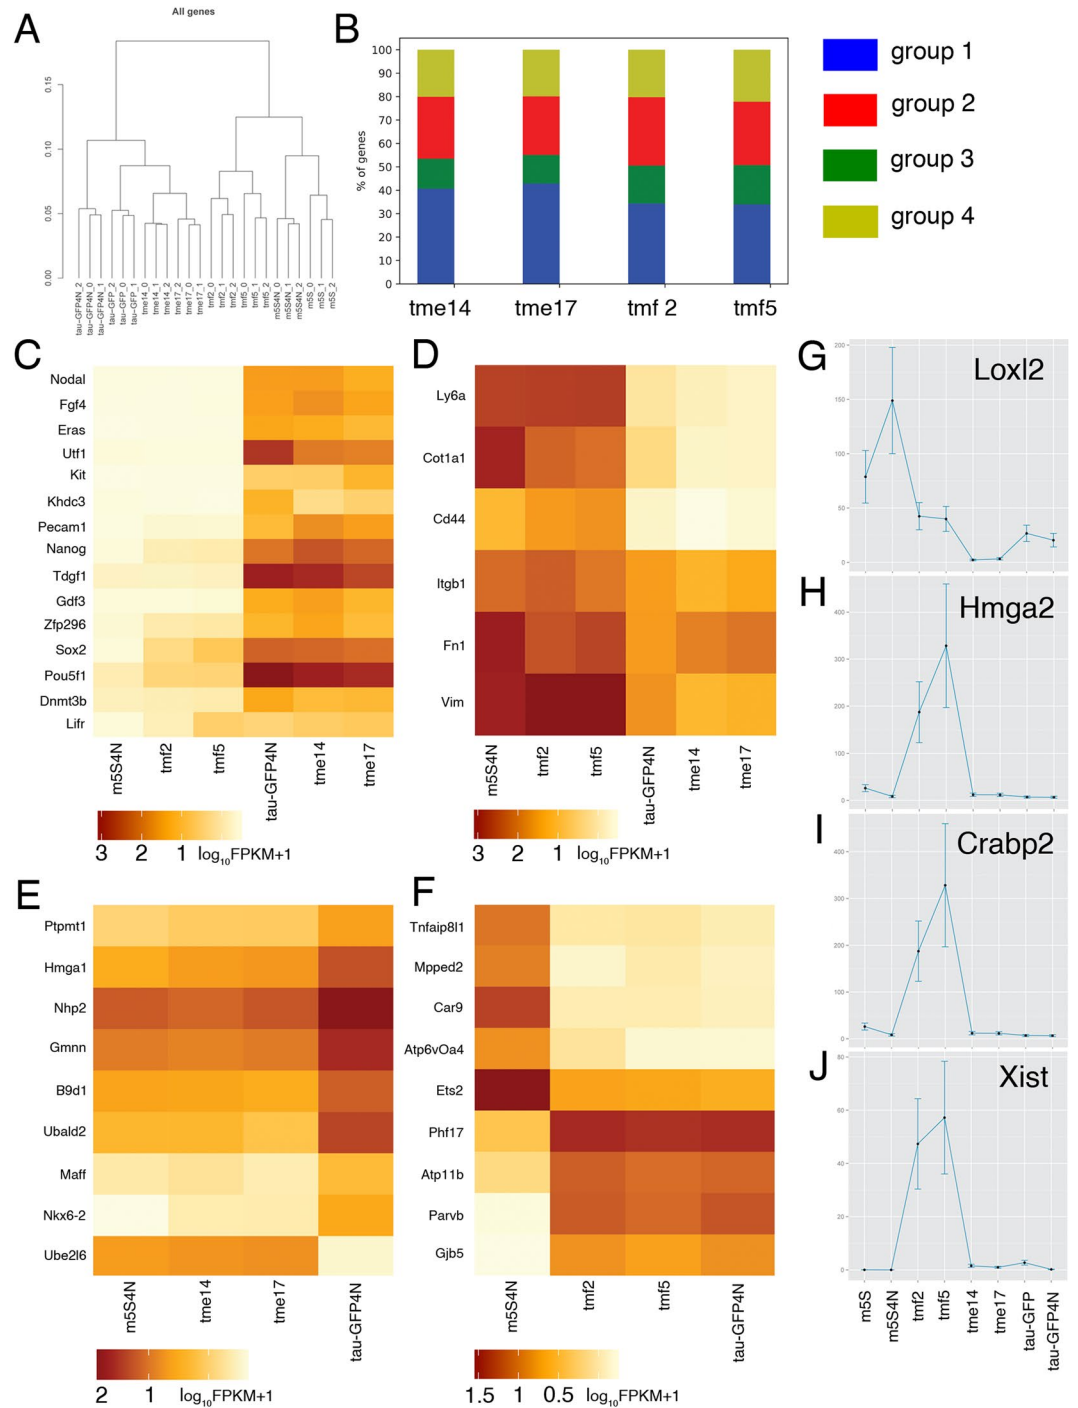 A
All genes
0.15
0.10
0.05
0.00
tau-GFP4N_2
tau-GFP4N_0
tau-GFP4N_1
tau-GFP_2
tau-GFP_0
tau-GFP_1
tme14_0
tme14_1
tme14_2
tme17_2
tme17_0
tme17_1
tmf2_0
tmf2_1
tmf2_2
tmf5_0
tmf5_1
tmf5_2
m5S4N_0
m5S4N_1
m5S4N_2
m5S_0
m5S_1
m5S_2
B
% of genes
100
90
80
70
60
50
40
30
20
10
0
tme14 tme17 tmf 2 tmf5
group 1
group 2
group 3
group 4
C
Nodal
Fgf4
Eras
Utf1
Kit
Khdc3
Pecam1
Nanog
Tdgf1
Gdf3
Zfp296
Sox2
Pou5f1
Dnmt3b
Lifr
m5S4N
tmf2
tmf5
tau-GFP4N
tme14
tme17
3 2 1 log10FPKM+1
D
Ly6a
Cot1a1
Cd44
Itgb1
Fn1
Vim
m5S4N
tmf2
tmf5
tau-GFP4N
tme14
tme17
3 2 1 log10FPKM+1
E
Ptpmt1
Hmga1
Nhp2
Gmnn
B9d1
Ubald2
Maff
Nkx6-2
Ube2l6
m5S4N
tme14
tme17
tau-GFP4N
2 1 log10FPKM+1
F
Tnfaip8l1
Mpped2
Car9
Atp6vOa4
Ets2
Phf17
Atp11b
Parvb
Gjb5
m5S4N
tmf2
tmf5
tau-GFP4N
1.5 1 0.5 log10FPKM+1
G
Loxl2
200
150
100
50
0
H
Hmga2
400
300
200
100
0
I
Crabp2
400
300
200
100
0
J
Xist
80
60
40
20
0
m5S
m5S4N
tmf2
tmf5
tme14
tme17
tau-GFP
tau-GFP4N